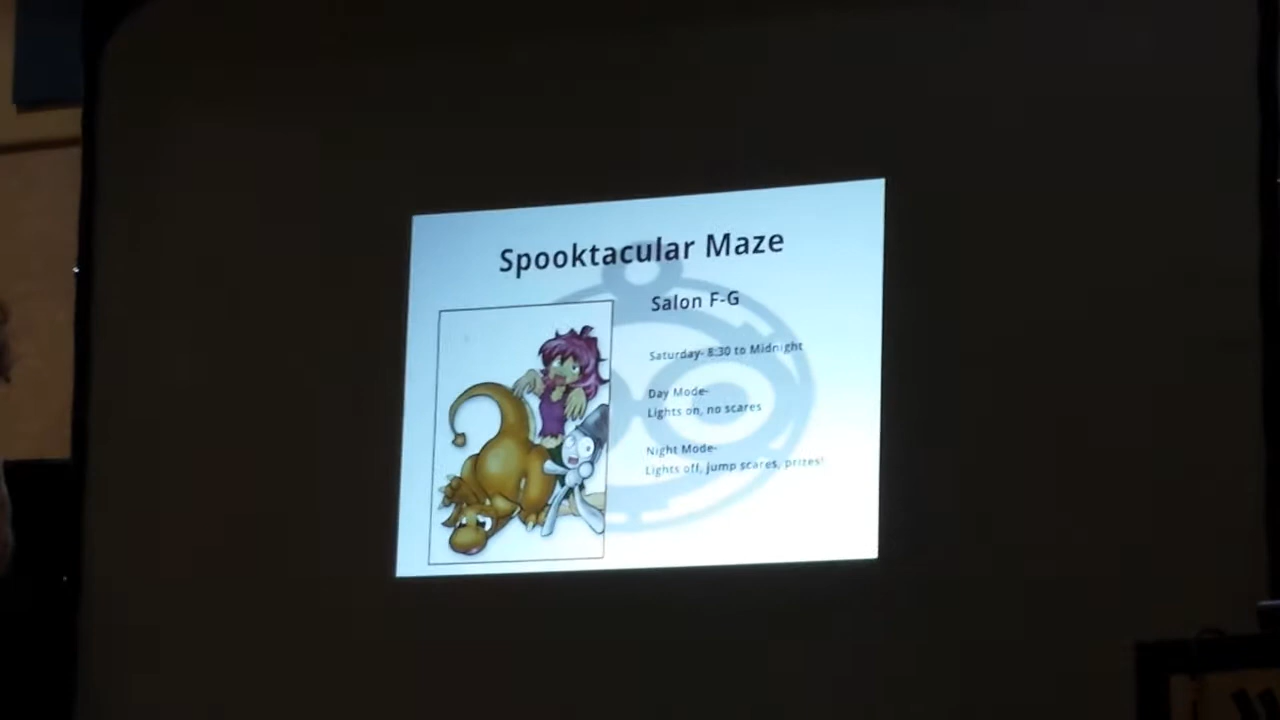 Spooktacular Maze
Salon F-G
Saturday- 8:30 to Midnight
Day Mode-
Lights on, no scares
Night Mode-
Lights off, jump scares, prizes!